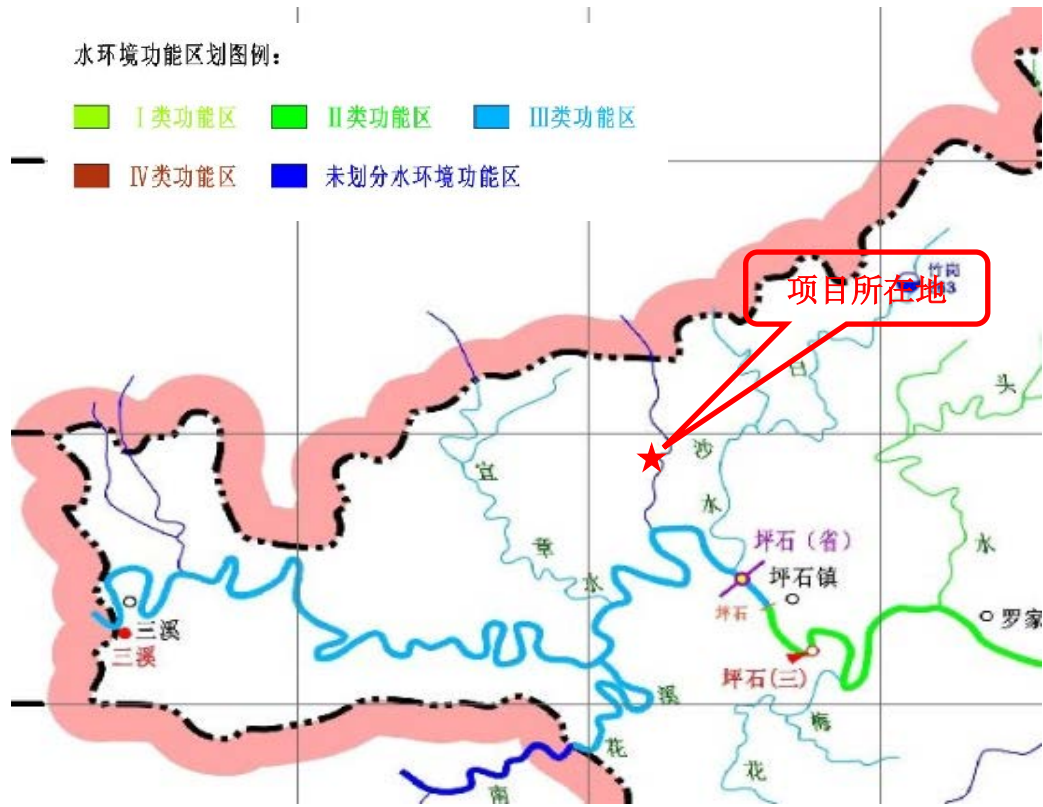 水环境功能区划图例：
Ⅰ类功能区
Ⅱ类功能区
Ⅲ类功能区
Ⅳ类功能区
未划分水环境功能区
竹岗
项目所在地
白
头
沙
宜
水
坪石（省）
章
水
水
坪石镇
坪石
罗家
三溪
三溪
坪石(三)
溪
梅
花
花
南